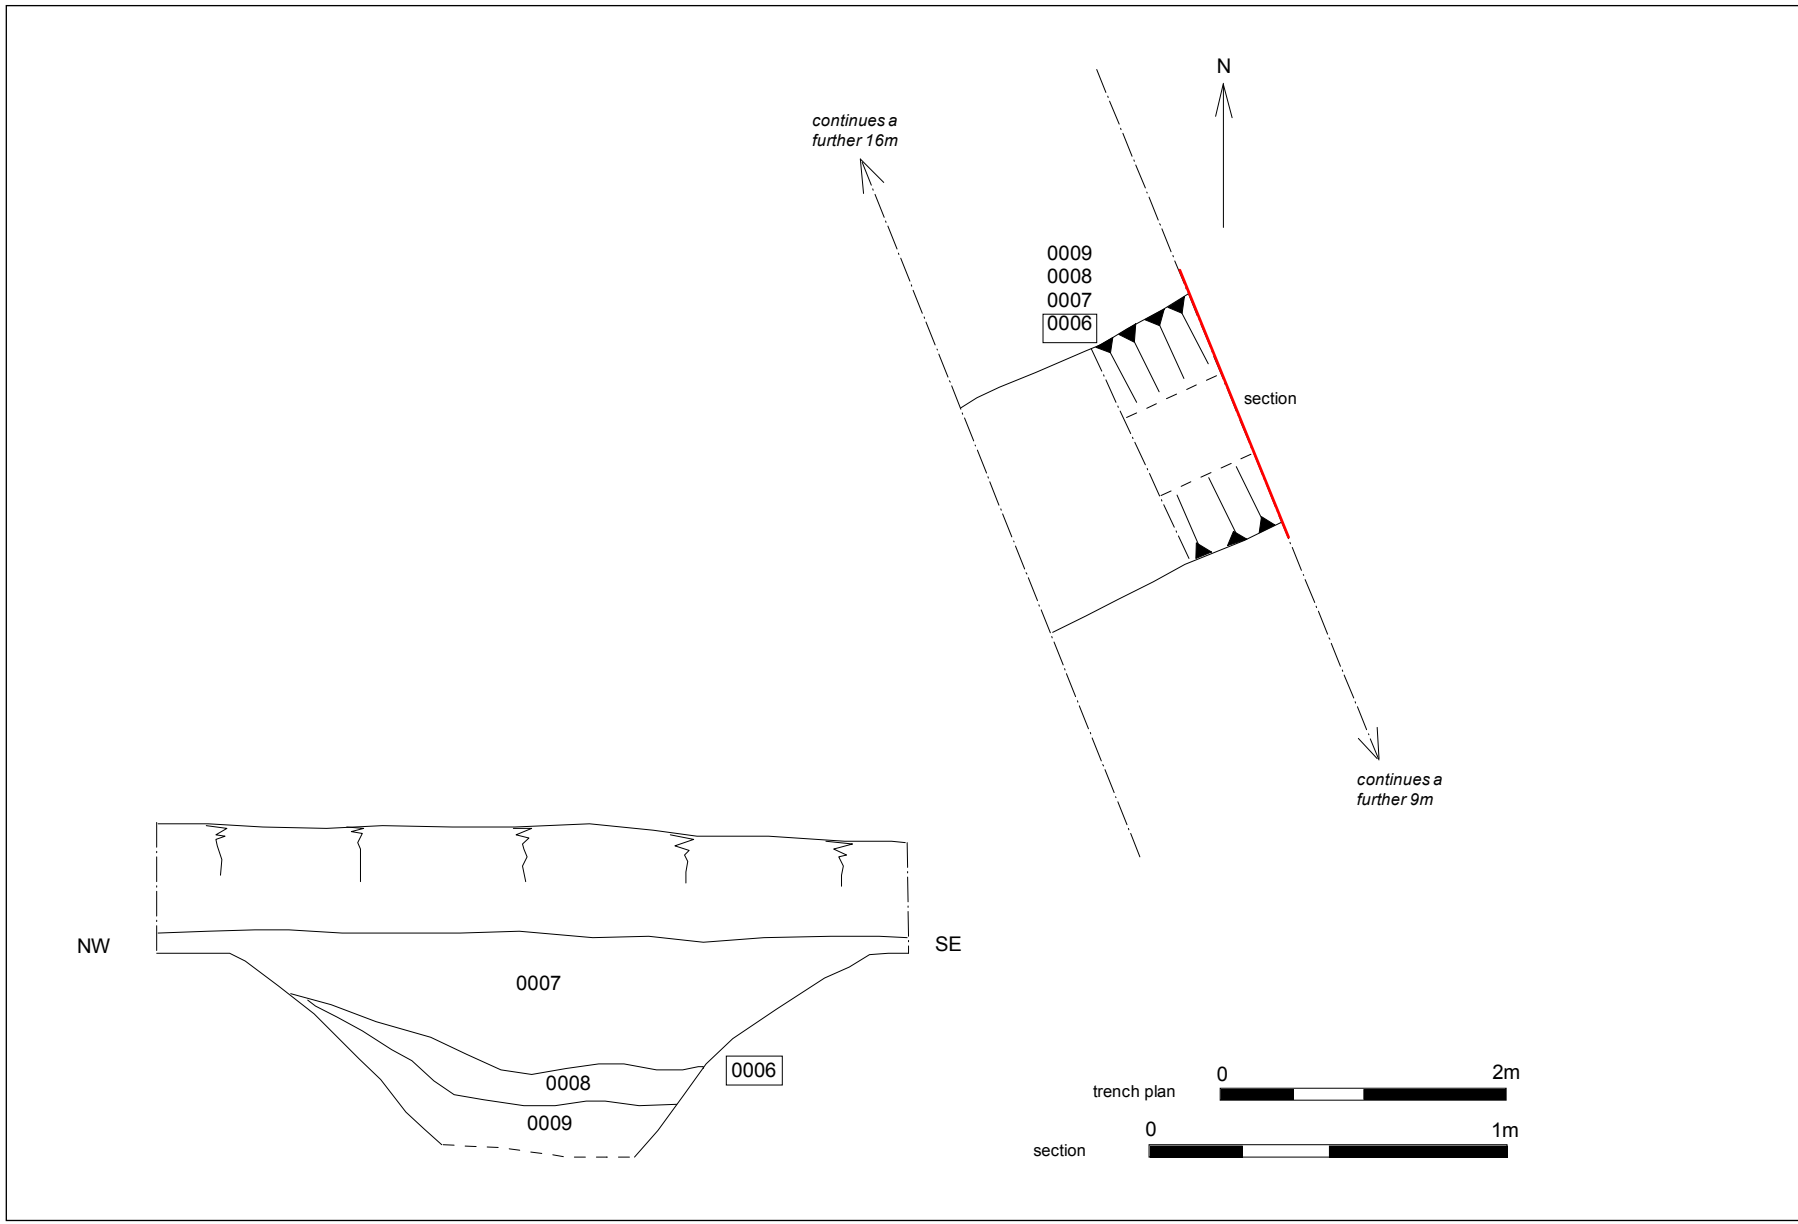 N
continues a
further 16m
0009
0008
0007
0006
section
continues a
further 9m
NW
SE
0007
0006
0008
0009
0 2m
trench plan
0 1m
section